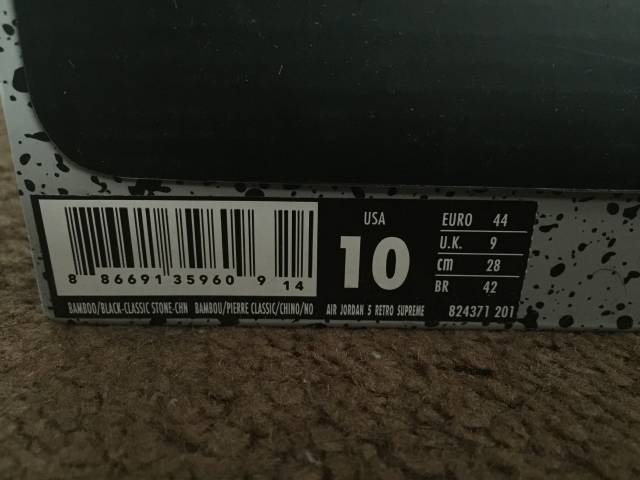 8 86691 35960 9 14
BAMBOO/BLACK-CLASSIC STONE-CHN BAMBOU/PIERRE CLASSIC/CHINO/NO
USA
10
AIR JORDAN 5 RETRO SUPREME
EURO 44
U.K. 9
CM 28
BR 42
824371 201